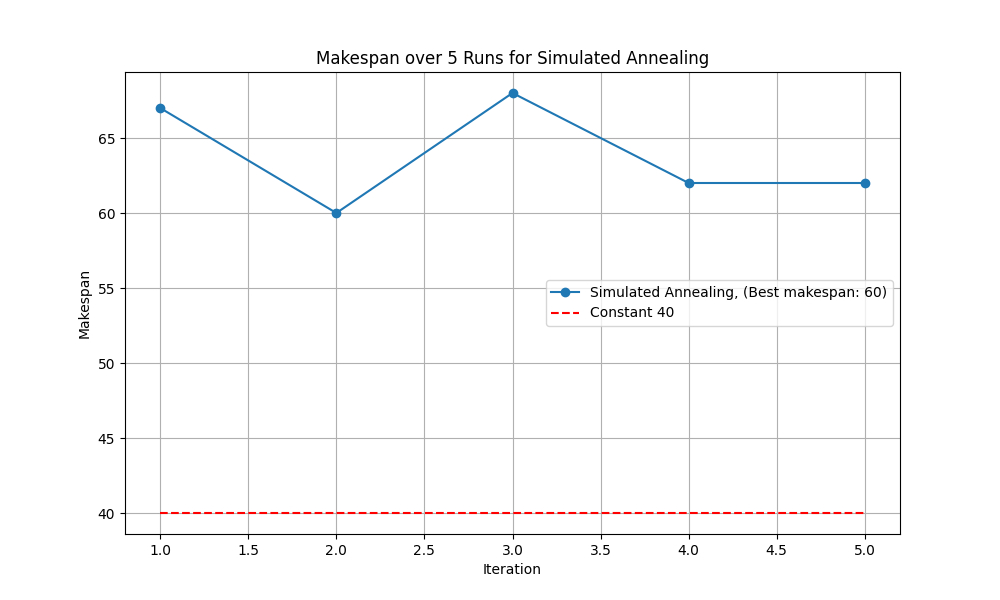 Makespan over 5 Runs for Simulated Annealing
Makespan
65
60
55
50
45
40
Simulated Annealing, (Best makespan: 60)
Constant 40
1.0 1.5 2.0 2.5 3.0 3.5 4.0 4.5 5.0
Iteration